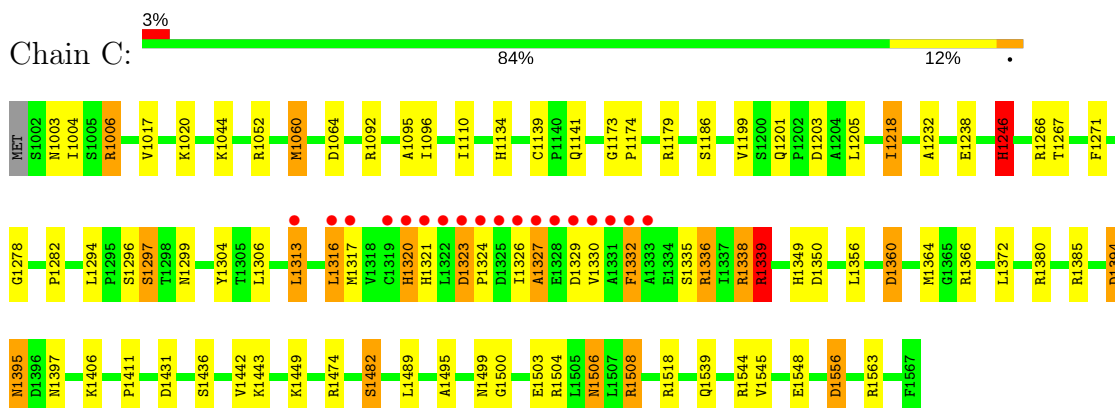 3%
Chain C:
84% 12% •
MET S1002 N1003 I1004 S1005 R1006 V1017 K1020 K1044 R1052 M1060 D1064 R1092 A1095 I1096 I1110 H1134 C1139 P1140 Q1141 G1173 P1174 R1179 S1186 V1199 S1200 Q1201 P1202 D1203 A1204 L1205 I1218 A1232 E1238 H1246 R1266 T1267 F1271
G1278 P1282 L1294 P1295 S1296 S1297 T1298 N1299 Y1304 T1305 L1306 L1313 L1316 M1317 V1318 C1319 H1320 H1321 L1322 D1323 P1324 D1325 I1326 A1327 E1328 D1329 V1330 A1331 F1332 A1333 E1334 S1335 R1336 I1337 R1338 R1339 H1349 D1350 L1356 D1360 M1364 G1365 R1366 L1372 R1380 R1385 D1394
N1395 D1396 N1397 K1406 P1411 D1431 S1436 V1442 K1443 K1449 R1474 S1482 L1489 A1495 N1499 G1500 E1503 R1504 L1505 N1506 L1507 R1508 R1518 Q1539 R1544 V1545 E1548 D1556 R1563 F1567